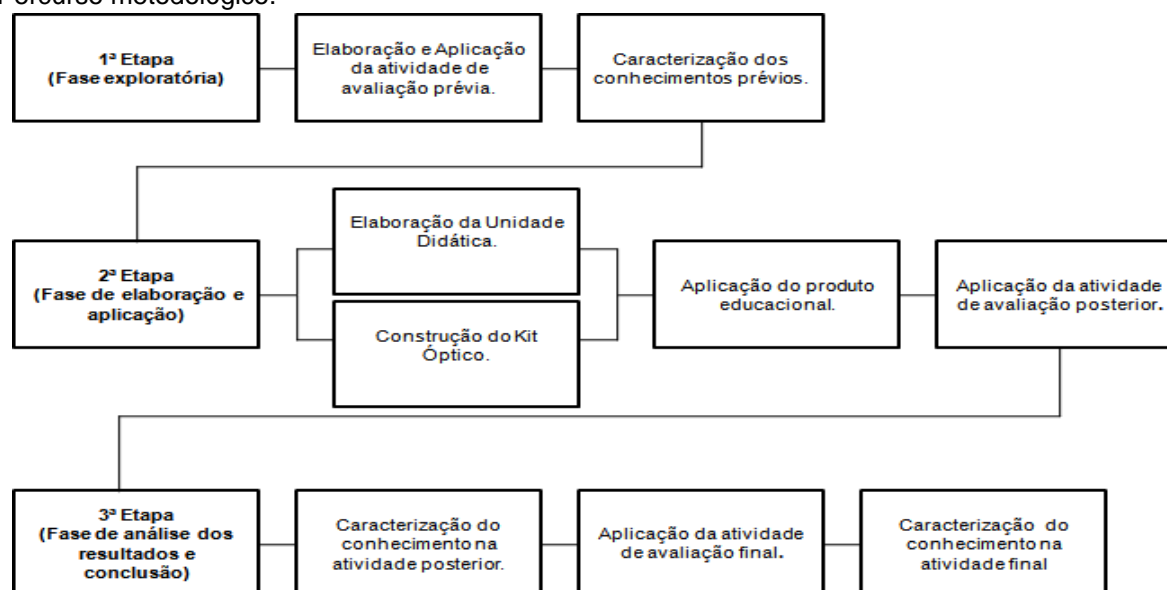 Percurso metodológico.
1ª Etapa
(Fase exploratória)
Elaboração e Aplicação
da atividade de
avaliação prévia.
Caracterização dos
conhecimentos prévios.
2ª Etapa
(Fase de elaboração e
aplicação)
Elaboração da Unidade
Didática.
Construção do Kit
Óptico.
Aplicação do produto
educacional.
Aplicação da atividade
de avaliação posterior.
3ª Etapa
(Fase de análise dos
resultados e
conclusão)
Caracterização do
conhecimento na
atividade posterior.
Aplicação da atividade
de avaliação final.
Caracterização do
conhecimento na
atividade final